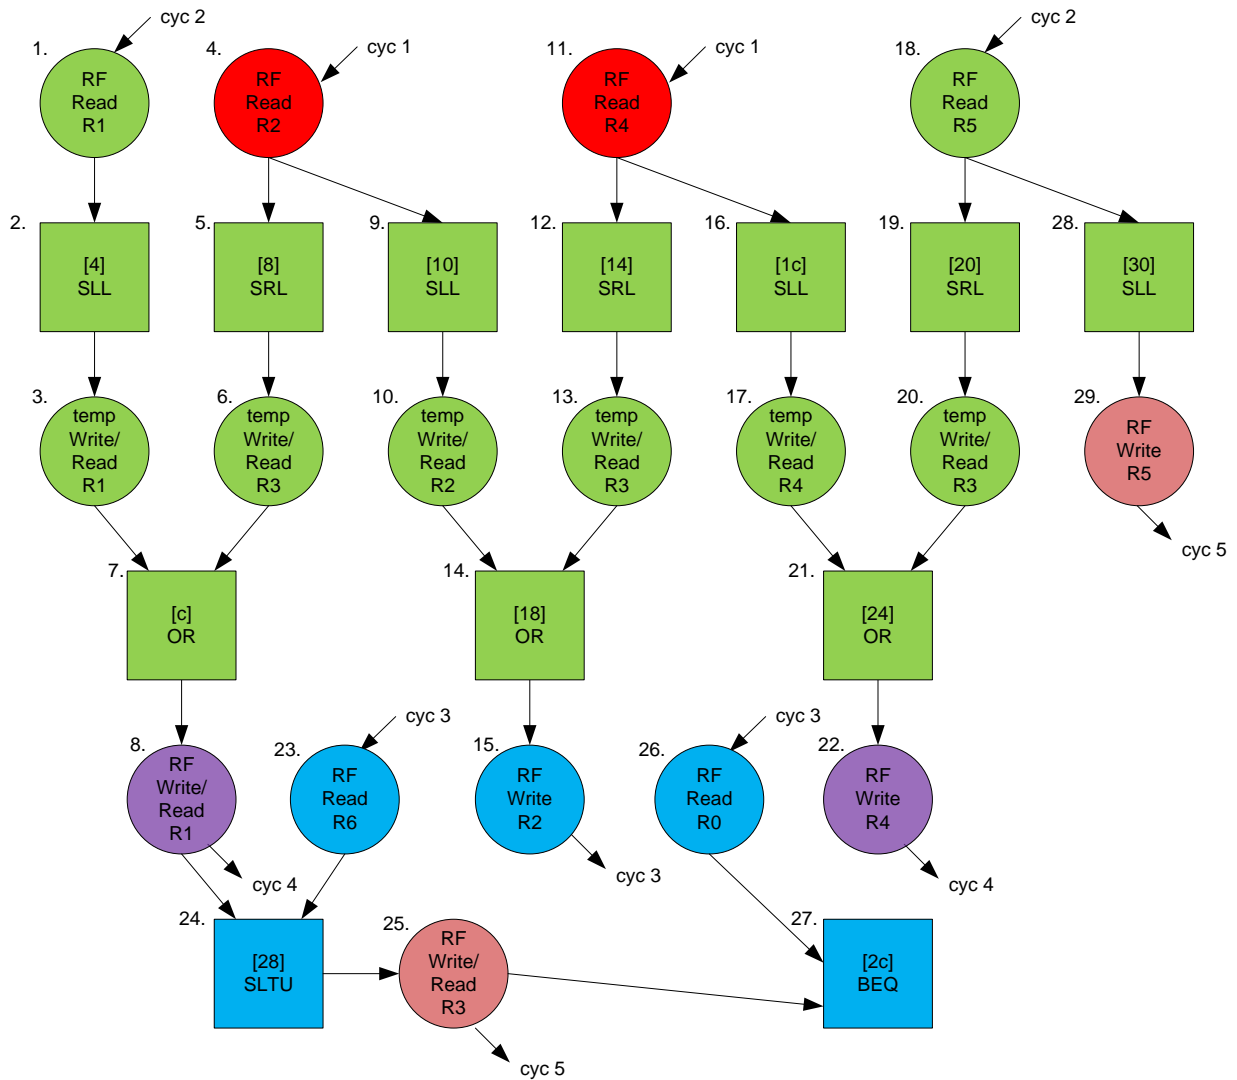 cyc 2
1.
RF
Read
R1
cyc 1
4.
RF
Read
R2
cyc 1
11.
RF
Read
R4
cyc 2
18.
RF
Read
R5
2.
[4]
SLL
5.
[8]
SRL
9.
[10]
SLL
12.
[14]
SRL
16.
[1c]
SLL
19.
[20]
SRL
28.
[30]
SLL
3.
temp
Write/
Read
R1
6.
temp
Write/
Read
R3
10.
temp
Write/
Read
R2
13.
temp
Write/
Read
R3
17.
temp
Write/
Read
R4
20.
temp
Write/
Read
R3
29.
RF
Write
R5
cyc 5
7.
[c]
OR
14.
[18]
OR
21.
[24]
OR
8.
RF
Write/
Read
R1
cyc 4
cyc 3
23.
RF
Read
R6
15.
RF
Write
R2
cyc 3
cyc 3
26.
RF
Read
R0
22.
RF
Write
R4
cyc 4
24.
[28]
SLTU
25.
RF
Write/
Read
R3
cyc 5
27.
[2c]
BEQ